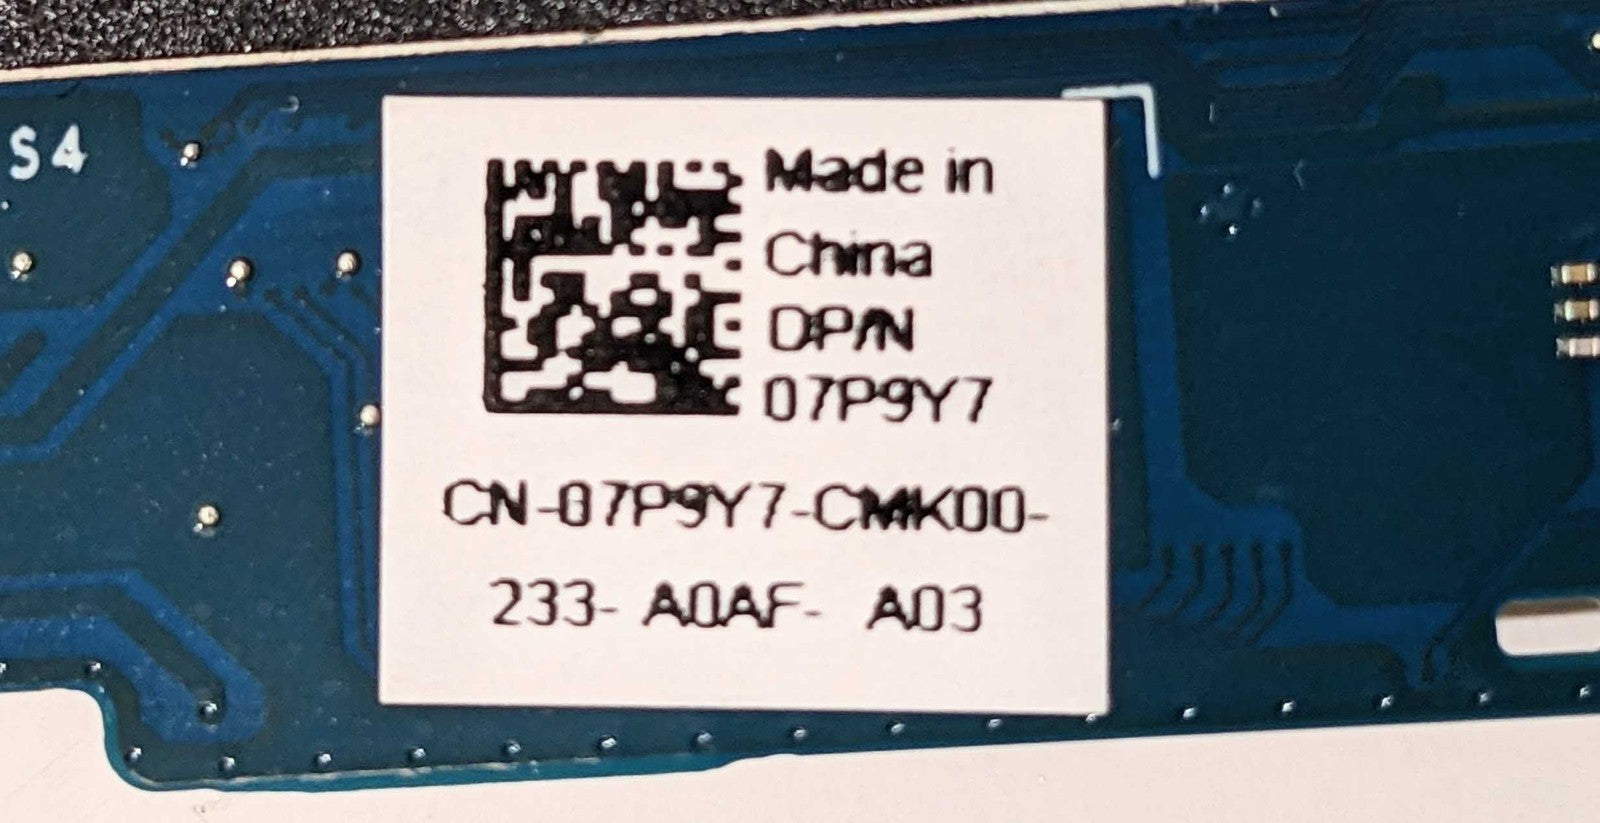 S4
Made in
China
DP/N
07P9Y7
CN-07P9Y7-CMK00-
233- A0AF- A03